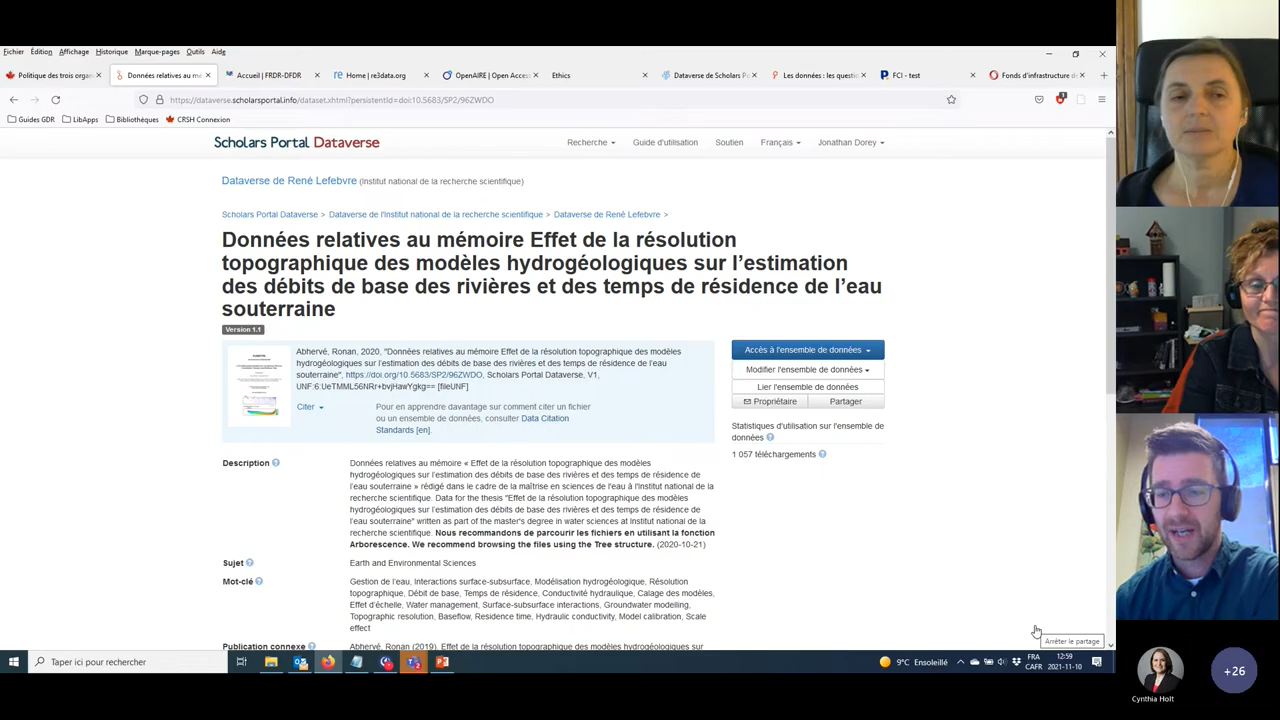 Fichier Édition Affichage Historique Marque-pages Outils Aide
Politique des trois organ
Données relatives au mé
Accueil | FRDR-DFDR
Home | re3data.org
OpenAIRE | Open Access
Ethics
Dataverse de Scholars Po
Les données : les questio
FCI - test
Fonds d'infrastructure de
https://dataverse.scholarsportal.info/dataset.xhtml?persistentId=doi:10.5683/SP2/96ZWDO
Guides GDR LibApps Bibliothèques CRSH Connexion
Scholars Portal Dataverse
Recherche Guide d'utilisation Soutien Français Jonathan Dorey
Dataverse de René Lefebvre (Institut national de la recherche scientifique)
Scholars Portal Dataverse > Dataverse de l'Institut national de la recherche scientifique > Dataverse de René Lefebvre >
Données relatives au mémoire Effet de la résolution
topographique des modèles hydrogéologiques sur l'estimation
des débits de base des rivières et des temps de résidence de l'eau
souterraine
Version 1.1
Abhervé, Ronan, 2020, "Données relatives au mémoire Effet de la résolution topographique des modèles
hydrogéologiques sur l'estimation des débits de base des rivières et des temps de résidence de l'eau
souterraine", https://doi.org/10.5683/SP2/96ZWDO, Scholars Portal Dataverse, V1,
UNF:6:UeTMML56NRr+bvjHawYgkg== [fileUNF]
Citer
Pour en apprendre davantage sur comment citer un fichier
ou un ensemble de données, consulter Data Citation
Standards [en].
Accès à l'ensemble de données
Modifier l'ensemble de données
Lier l'ensemble de données
Propriétaire Partager
Statistiques d'utilisation sur l'ensemble de
données
1 057 téléchargements
Description
Données relatives au mémoire « Effet de la résolution topographique des modèles
hydrogéologiques sur l'estimation des débits de base des rivières et des temps de résidence de
l'eau souterraine » rédigé dans le cadre de la maîtrise en sciences de l'eau à l'Institut national de la
recherche scientifique. Data for the thesis "Effet de la résolution topographique des modèles
hydrogéologiques sur l'estimation des débits de base des rivières et des temps de résidence de
l'eau souterraine" written as part of the master's degree in water sciences at Institut national de la
recherche scientifique. Nous recommandons de parcourir les fichiers en utilisant la fonction
Arborescence. We recommend browsing the files using the Tree structure. (2020-10-21)
Sujet
Earth and Environmental Sciences
Mot-clé
Gestion de l'eau, Interactions surface-subsurface, Modélisation hydrogéologique, Résolution
topographique, Débit de base, Temps de résidence, Conductivité hydraulique, Calage des modèles,
Effet d'échelle, Water management, Surface-subsurface interactions, Groundwater modelling,
Topographic resolution, Baseflow, Residence time, Hydraulic conductivity, Model calibration, Scale
effect
Publication connexe
Abhervé, Ronan (2019). Effet de la résolution topographique des modèles hydrogéologiques sur
Arrêter le partage
Taper ici pour rechercher
9°C Ensoleillé
FRA
CAFR
12:59
2021-11-10
Cynthia Holt
+26